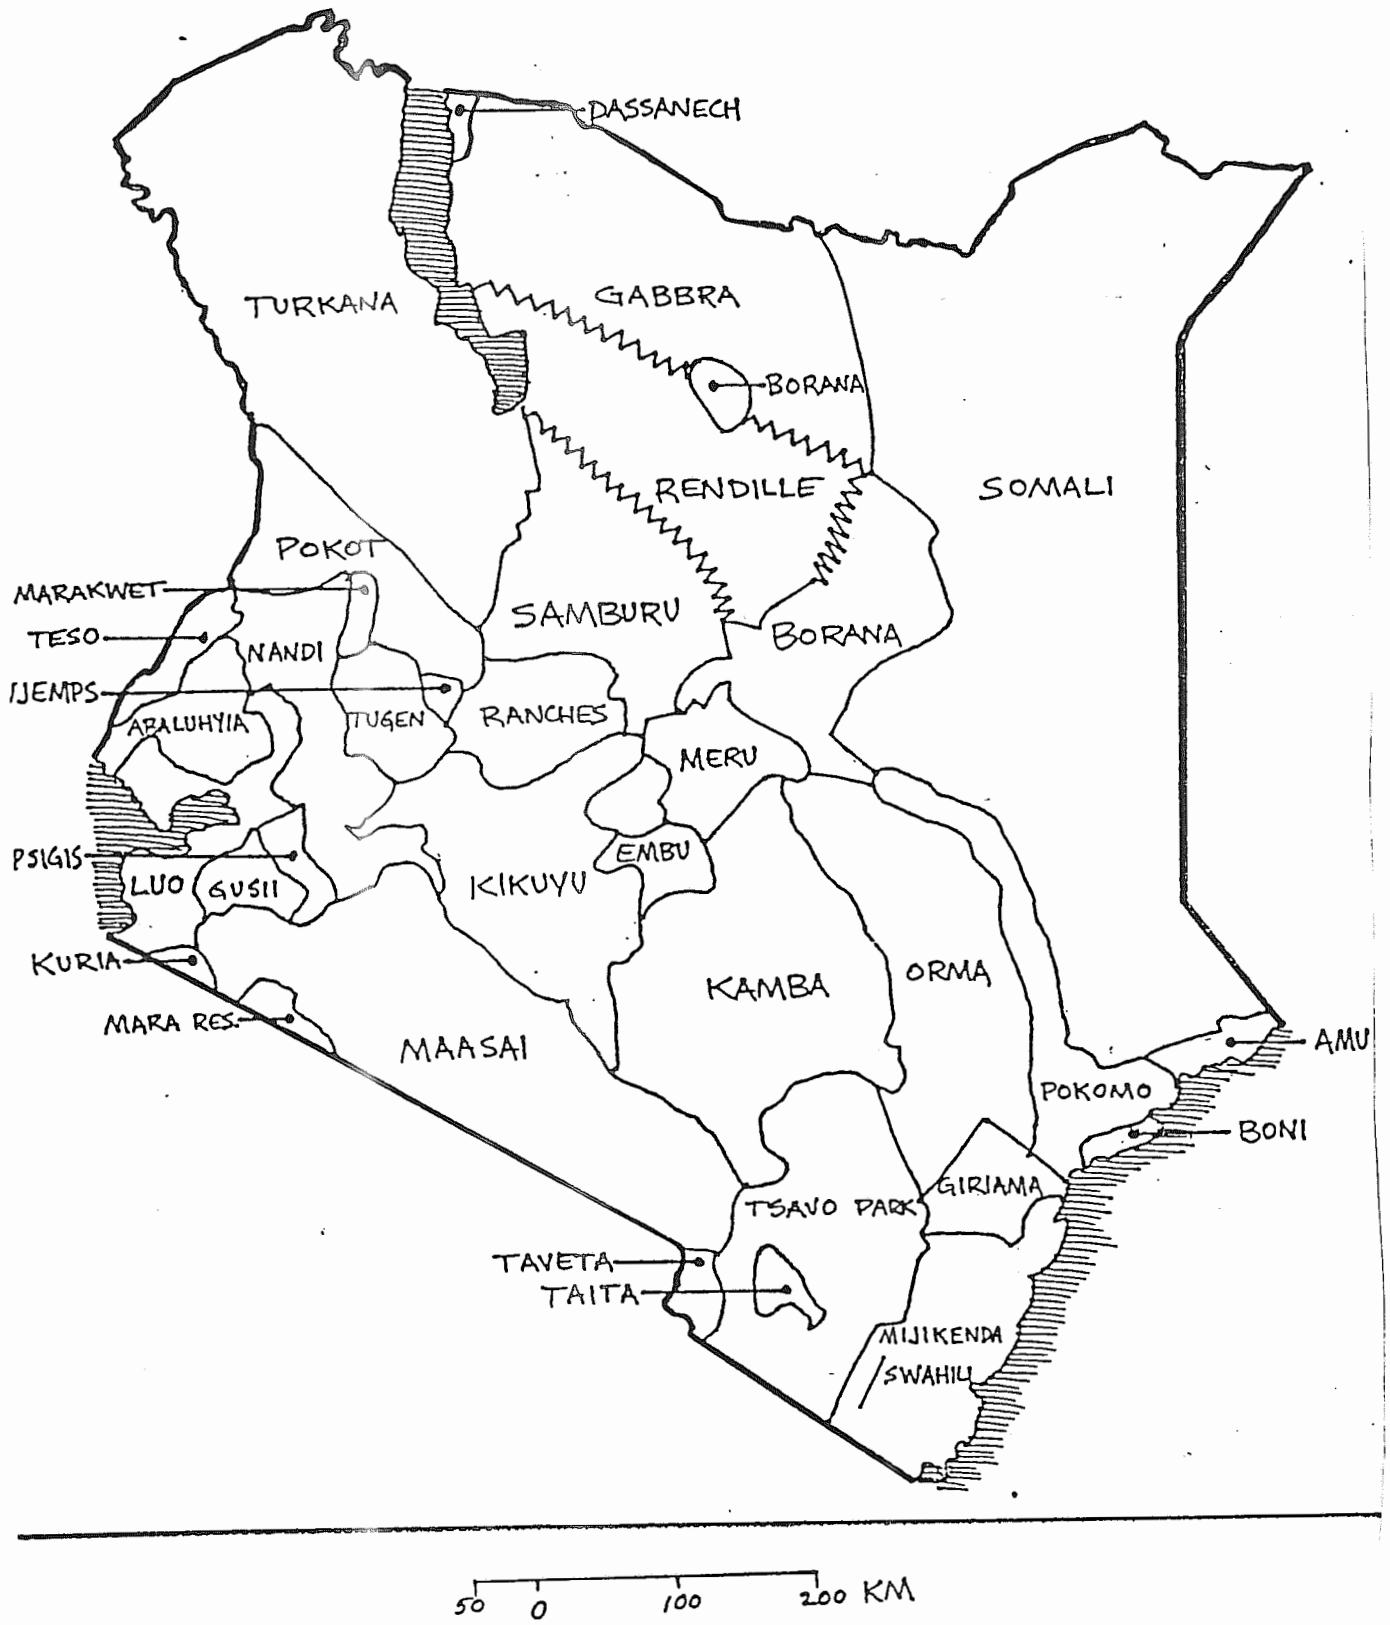 DASSANECH
TURKANA
GABBRA
BORANA
RENDILLE
SOMALI
POKOT
MARAKWET
SAMBURU
TESO
NANDI
BORANA
IJEMPS
ABALUHYIA
TUGEN
RANCHES
MERU
PSIGIS
EMBU
LUO
GUSII
KIKUYU
KURIA
KAMBA
ORMA
MARA RES.
MAASAI
AMU
POKOMO
BONI
GIRIAMA
TSAVO PARK
TAVETA
TAITA
MIJIKENDA
SWAHILI
50 0 100 200 KM